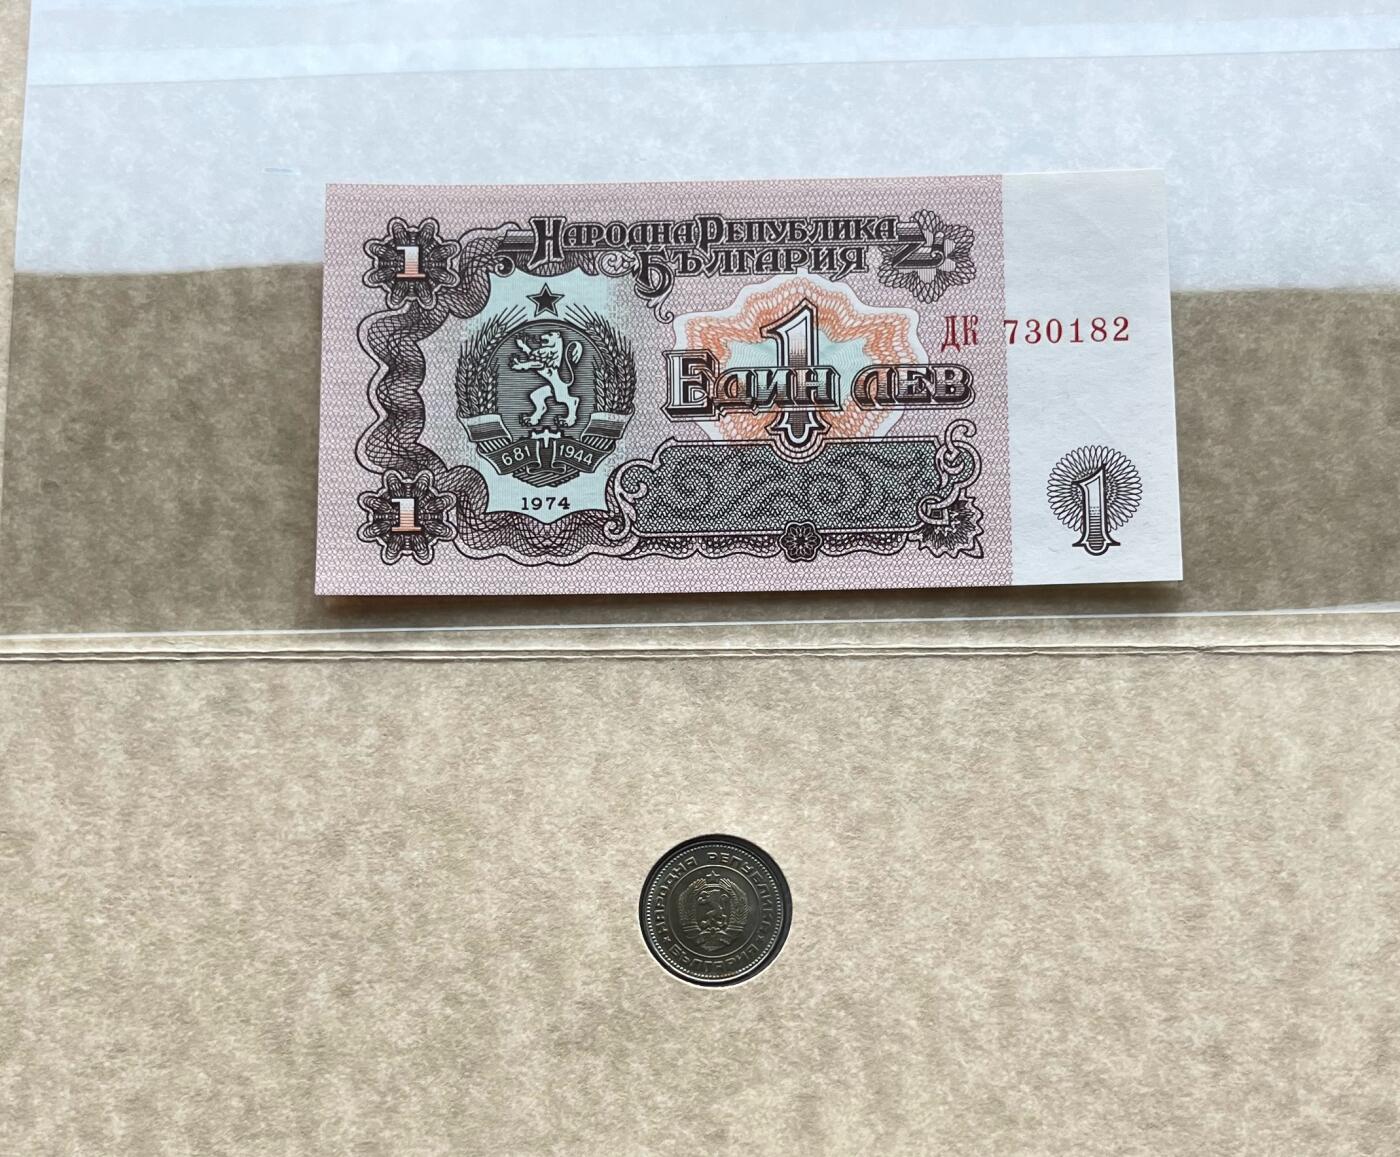 1
НАРОДНА РЕПУБЛИКА
БЪЛГАРИЯ
1
ДК 730182
ЕДИН ЛЕВ
681 1944
1974
1
1
НАРОДНА РЕПУБЛИКА
БЪЛГАРИЯ